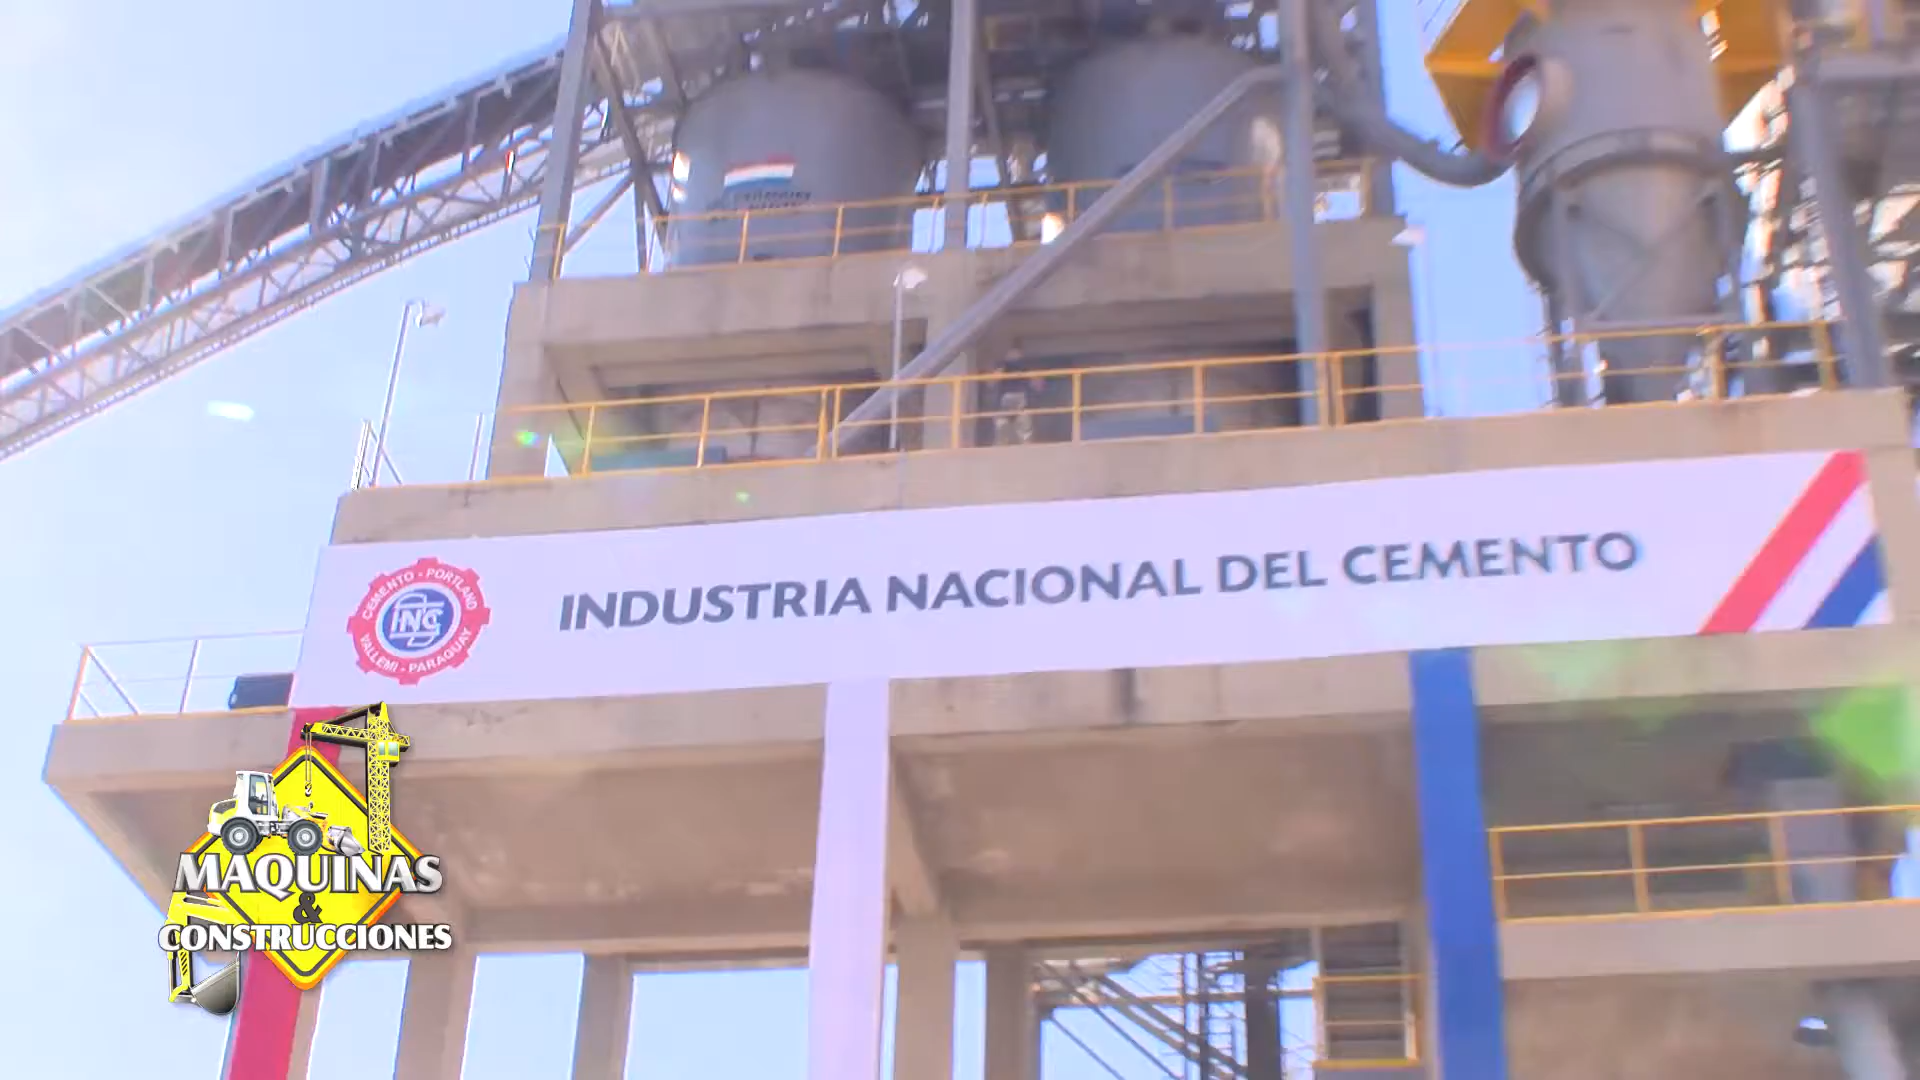 INDUSTRIA NACIONAL DEL CEMENTO
CEMENTO - PORTLAND
INC
VALLEMI - PARAGUAY
MAQUINAS
&
CONSTRUCCIONES